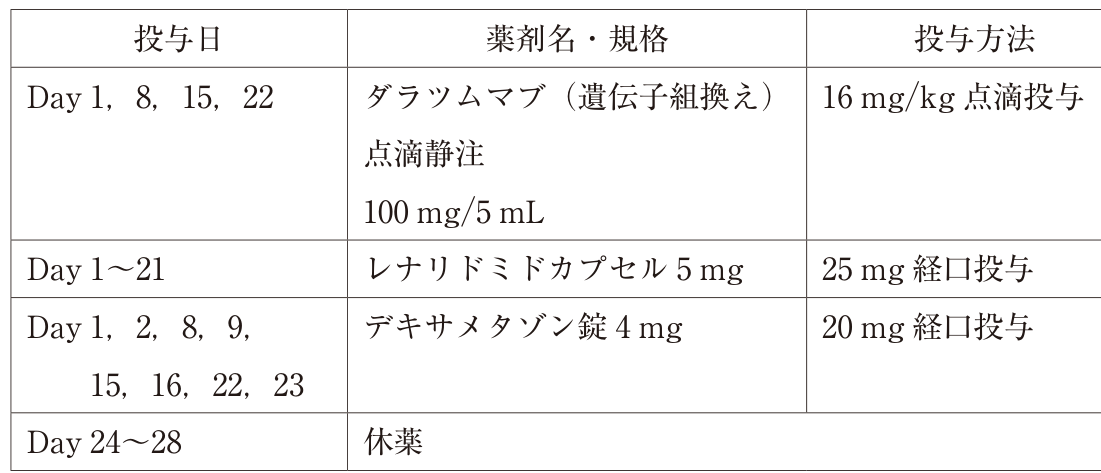 投与日 薬剤名・規格 投与方法
Day 1, 8, 15, 22 ダラツムマブ（遺伝子組換え） 16 mg/kg 点滴投与
点滴静注
100 mg/5 mL
Day 1～21 レナリドミドカプセル 5 mg 25 mg 経口投与
Day 1, 2, 8, 9, デキサメタゾン錠 4 mg 20 mg 経口投与
15, 16, 22, 23
Day 24～28 休薬